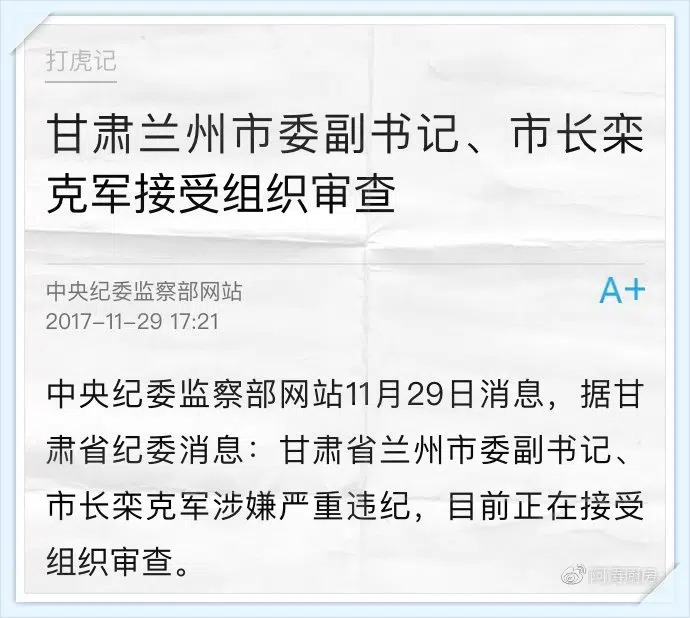 打虎记
甘肃兰州市委副书记、市长栾
克军接受组织审查
中央纪委监察部网站
2017-11-29 17:21
A+
中央纪委监察部网站11月29日消息，据甘
肃省纪委消息：甘肃省兰州市委副书记、
市长栾克军涉嫌严重违纪，目前正在接受
组织审查。